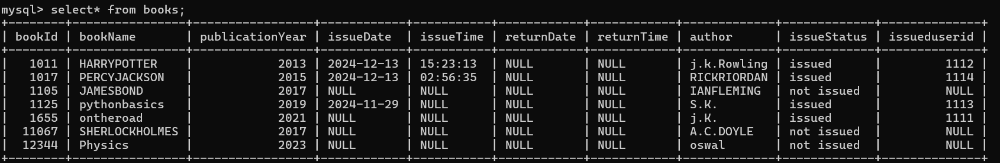 mysql> select* from books;
+--------+---------------+-----------------+------------+-----------+------------+------------+-------------+-------------+--------------+
| bookId | bookName | publicationYear | issueDate | issueTime | returnDate | returnTime | author | issueStatus | issueduserid |
+--------+---------------+-----------------+------------+-----------+------------+------------+-------------+-------------+--------------+
| 1011 | HARRYPOTTER | 2013 | 2024-12-13 | 15:23:13 | NULL | NULL | j.k.Rowling | issued | 1112 |
| 1017 | PERCYJACKSON | 2015 | 2024-12-13 | 02:56:35 | NULL | NULL | RICKRIORDAN | issued | 1114 |
| 1105 | JAMESBOND | 2017 | NULL | NULL | NULL | NULL | IANFLEMING | not issued | NULL |
| 1125 | pythonbasics | 2019 | 2024-11-29 | NULL | NULL | NULL | S.K. | issued | 1113 |
| 1655 | ontheroad | 2021 | NULL | NULL | NULL | NULL | j.K. | issued | 1111 |
| 11067 | SHERLOCKHOLMES | 2017 | NULL | NULL | NULL | NULL | A.C.DOYLE | not issued | NULL |
| 12344 | Physics | 2023 | NULL | NULL | NULL | NULL | oswal | not issued | NULL |
+--------+---------------+-----------------+------------+-----------+------------+------------+-------------+-------------+--------------+